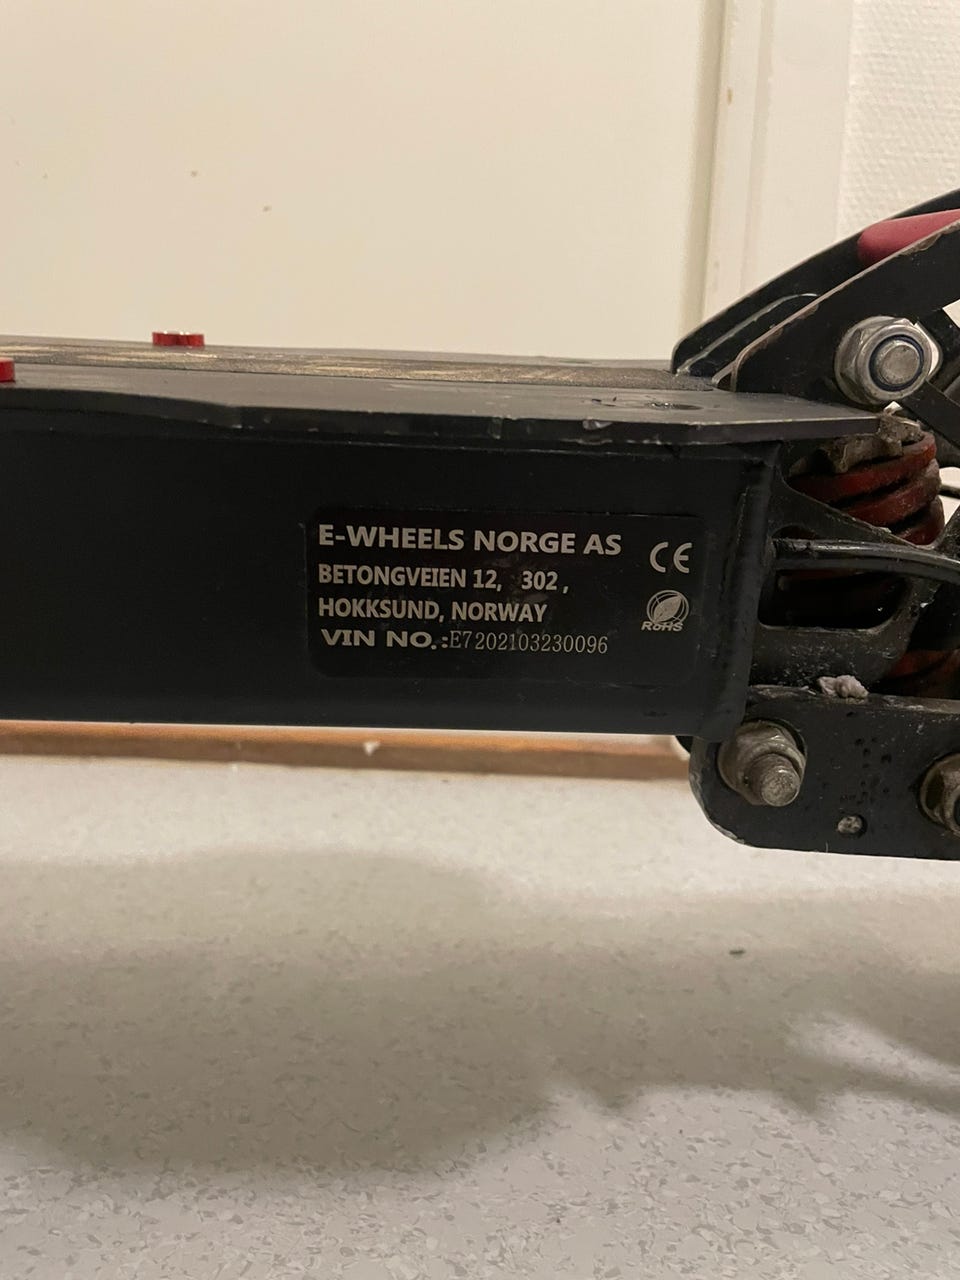 E-WHEELS NORGE AS
CE
BETONGVEIEN 12, 302 ,
HOKKSUND, NORWAY
RoHS
VIN NO.:E7202103230096